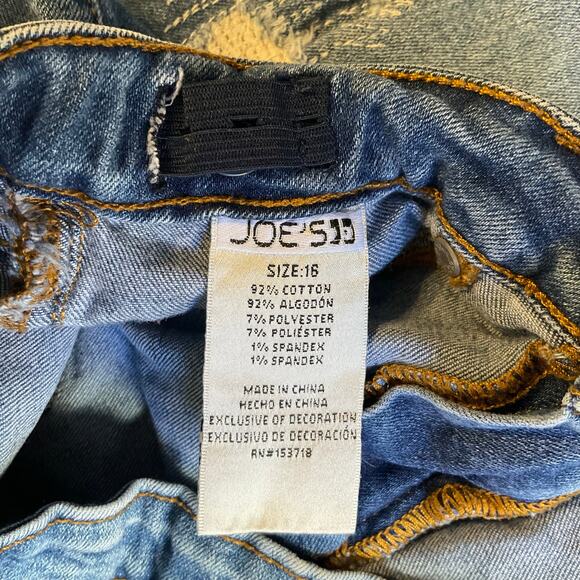 JOE'S
SIZE:16
92% COTTON
92% ALGODÓN
7% POLYESTER
7% POLIÉSTER
1% SPANDEX
1% SPANDEX
MADE IN CHINA
HECHO EN CHINA
EXCLUSIVE OF DECORATION
EXCLUSIVO DE DECORACIÓN
RN#153718